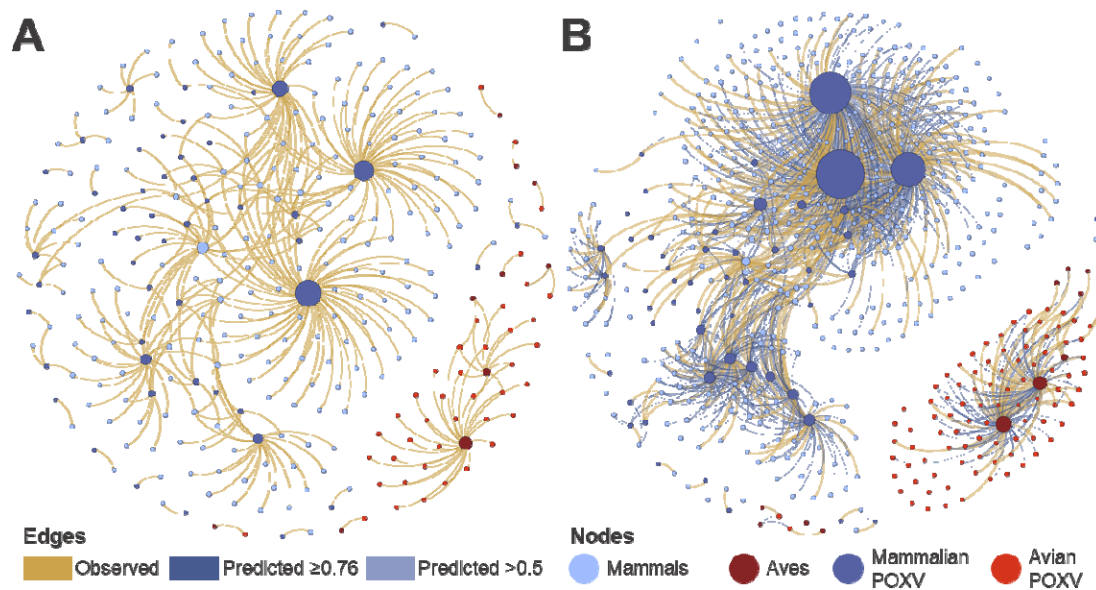 A
B
Edges
Observed
Predicted ≥0.76
Predicted >0.5
Nodes
Mammals
Aves
Mammalian
POXV
Avian
POXV